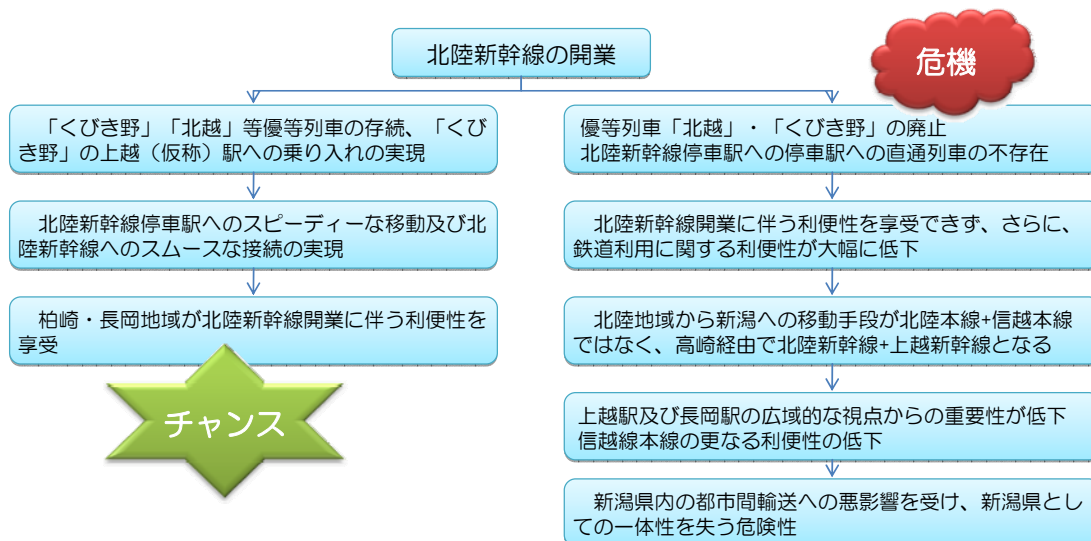 北陸新幹線の開業
危機
「くびき野」「北越」等優等列車の存続、「くび
き野」の上越（仮称）駅への乗り入れの実現
北陸新幹線停車駅へのスピーディーな移動及び北
陸新幹線へのスムースな接続の実現
柏崎・長岡地域が北陸新幹線開業に伴う利便性を
享受
チャンス
優等列車「北越」・「くびき野」の廃止
北陸新幹線停車駅への停車駅への直通列車の不存在
北陸新幹線開業に伴う利便性を享受できず、さらに、
鉄道利用に関する利便性が大幅に低下
北陸地域から新潟への移動手段が北陸本線+信越本線
ではなく、高崎経由で北陸新幹線+上越新幹線となる
上越駅及び長岡駅の広域的な視点からの重要性が低下
信越線本線の更なる利便性の低下
新潟県内の都市間輸送への悪影響を受け、新潟県とし
ての一体性を失う危険性